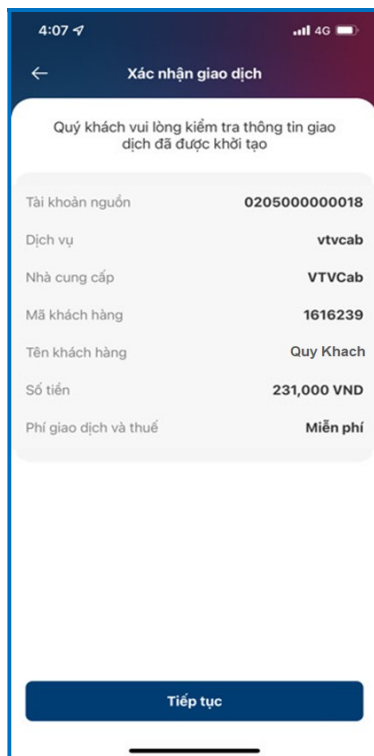 4:07 4G
Xác nhận giao dịch
Quý khách vui lòng kiểm tra thông tin giao
dịch đã được khởi tạo
Tài khoản nguồn 0205000000018
Dịch vụ vtvcab
Nhà cung cấp VTVCab
Mã khách hàng 1616239
Tên khách hàng Quy Khach
Số tiền 231,000 VND
Phí giao dịch và thuế Miễn phí
Tiếp tục